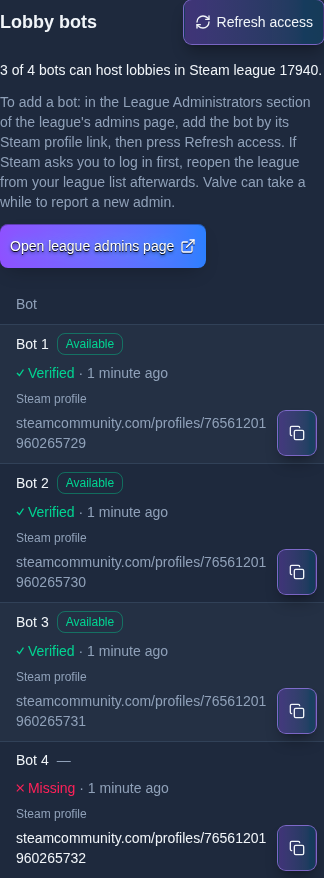 Lobby bots
Refresh access
3 of 4 bots can host lobbies in Steam league 17940.
To add a bot: in the League Administrators section
of the league's admins page, add the bot by its
Steam profile link, then press Refresh access. If
Steam asks you to log in first, reopen the league
from your league list afterwards. Valve can take a
while to report a new admin.
Open league admins page
Bot
Bot 1 Available
✓ Verified · 1 minute ago
Steam profile
steamcommunity.com/profiles/76561201
960265729
Bot 2 Available
✓ Verified · 1 minute ago
Steam profile
steamcommunity.com/profiles/76561201
960265730
Bot 3 Available
✓ Verified · 1 minute ago
Steam profile
steamcommunity.com/profiles/76561201
960265731
Bot 4 —
✕ Missing · 1 minute ago
Steam profile
steamcommunity.com/profiles/76561201
960265732